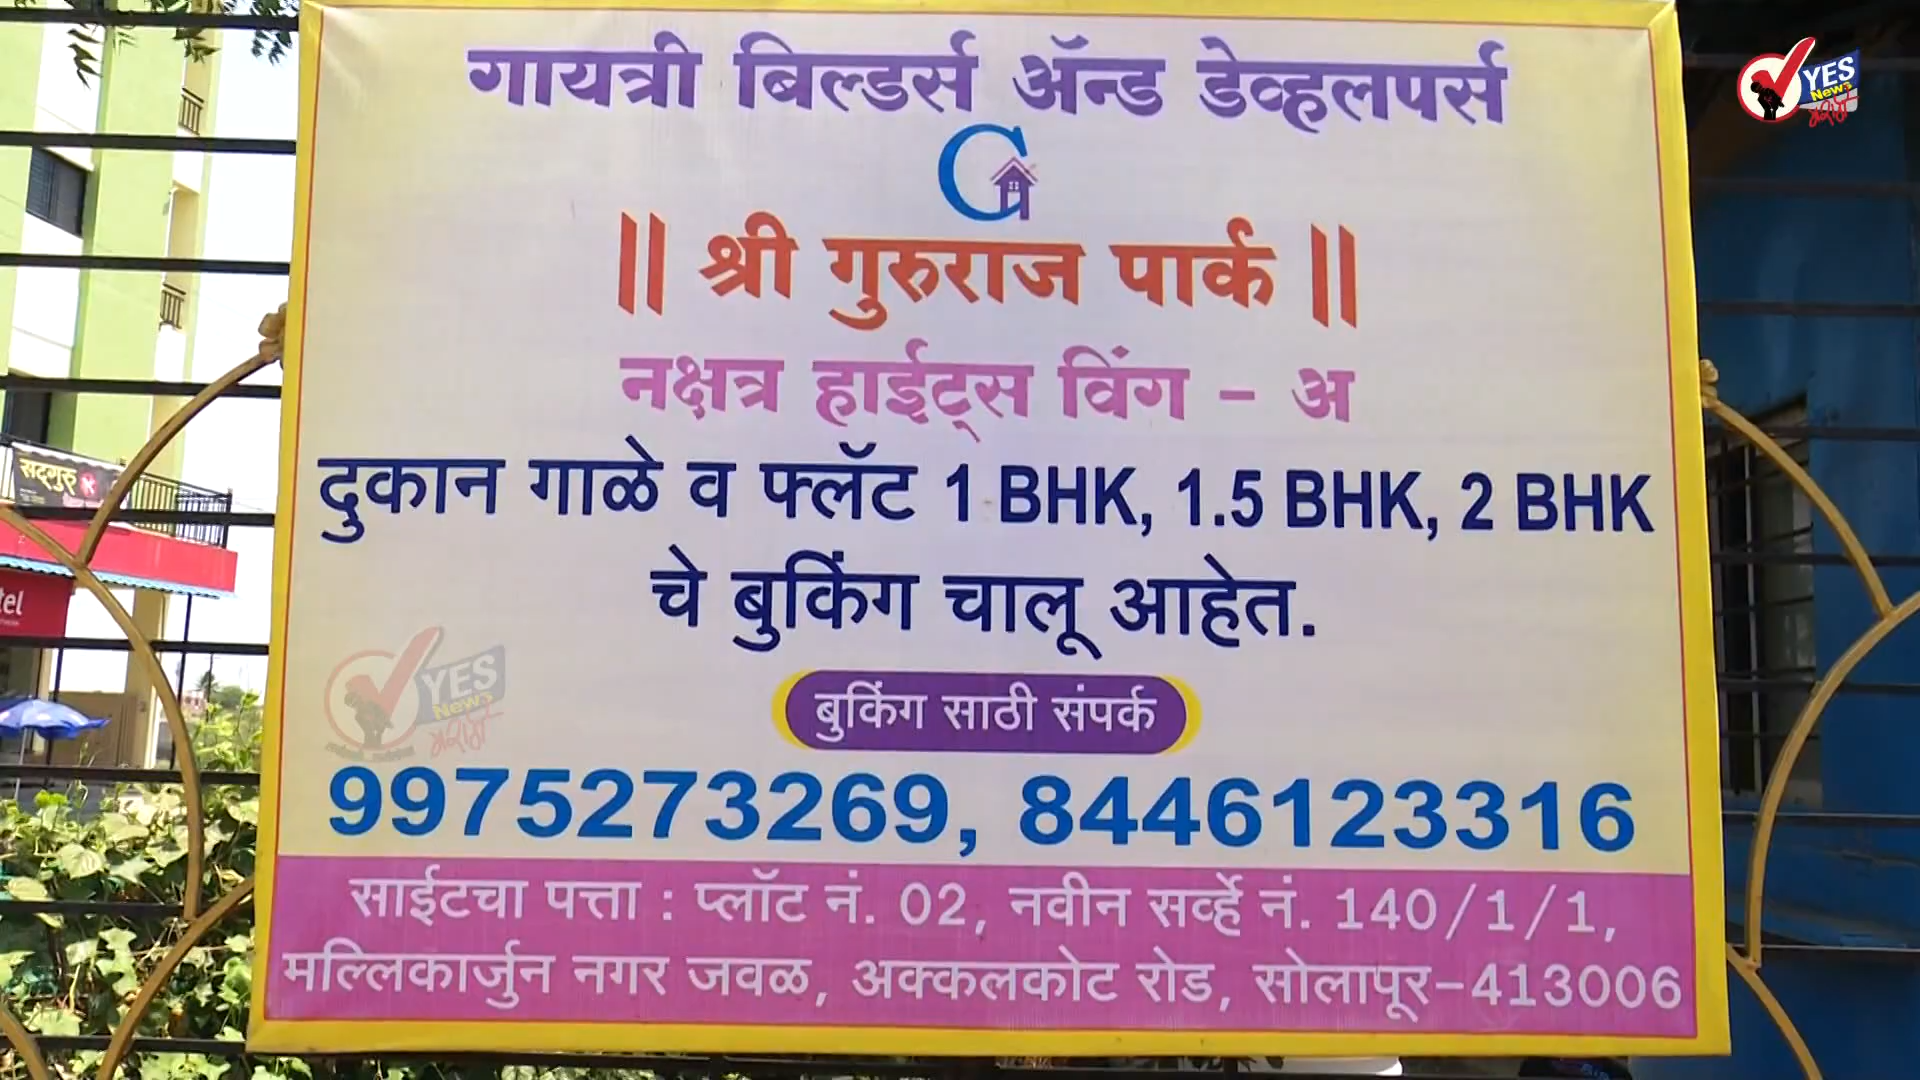 गायत्री बिल्डर्स ॲन्ड डेव्हलपर्स
|| श्री गुरुराज पार्क ||
नक्षत्र हाईट्स विंग - अ
दुकान गाळे व फ्लॅट 1 BHK, 1.5 BHK, 2 BHK
चे बुकिंग चालू आहेत.
बुकिंग साठी संपर्क
9975273269, 8446123316
साईटचा पत्ता : प्लॉट नं. 02, नवीन सर्व्हे नं. 140/1/1,
मल्लिकार्जुन नगर जवळ, अक्कलकोट रोड, सोलापूर-413006
YES
News
मराठी
YES
News
मराठी
सद्गुरु
tel